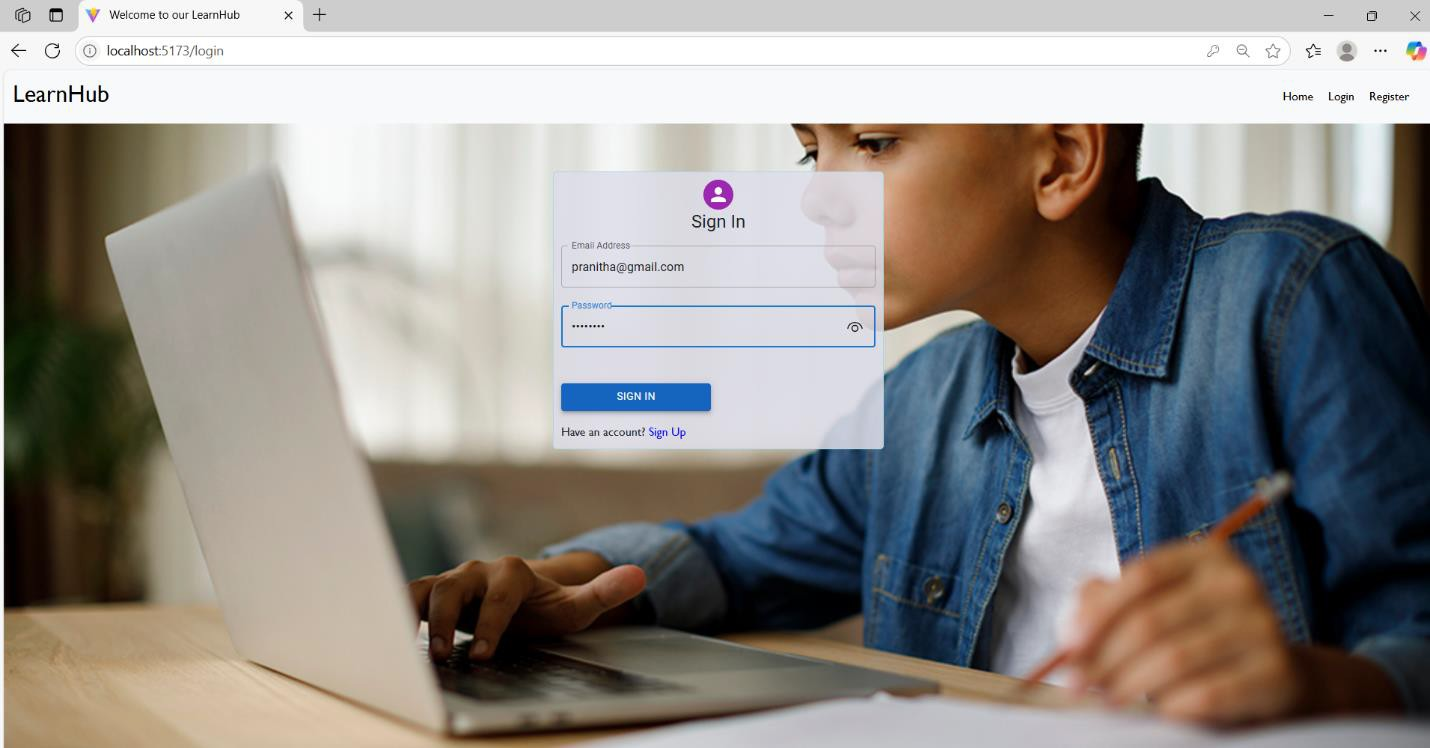 Welcome to our LearnHub
localhost:5173/login
LearnHub
Home Login Register
Sign In
Email Address
pranitha@gmail.com
Password
••••••••
SIGN IN
Have an account? Sign Up